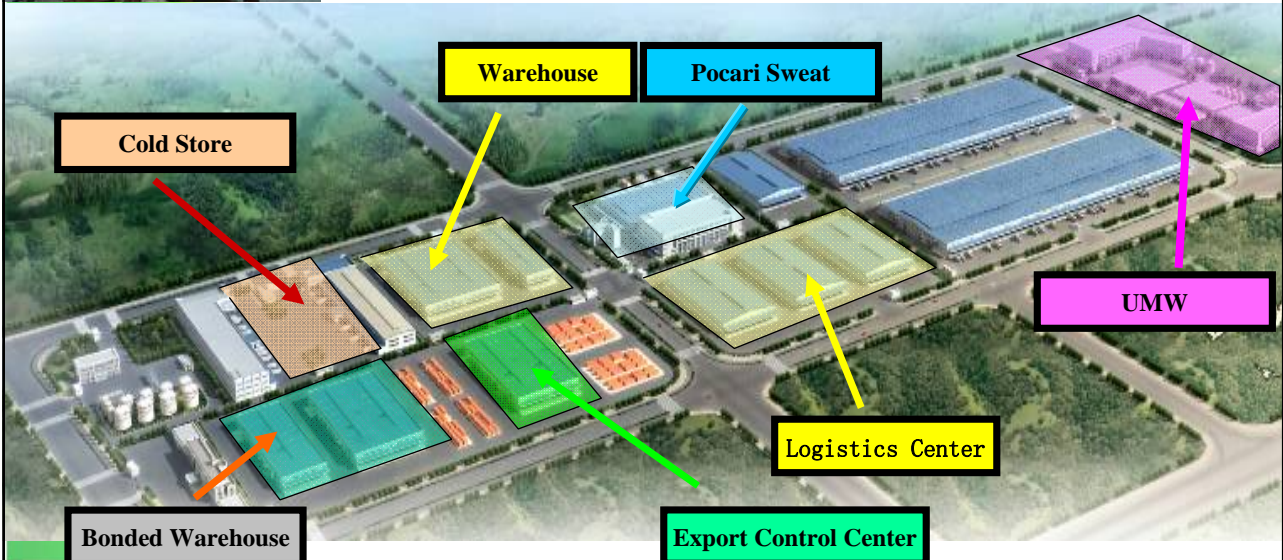 Warehouse
Pocari Sweat
Cold Store
UMW
Logistics Center
Bonded Warehouse
Export Control Center